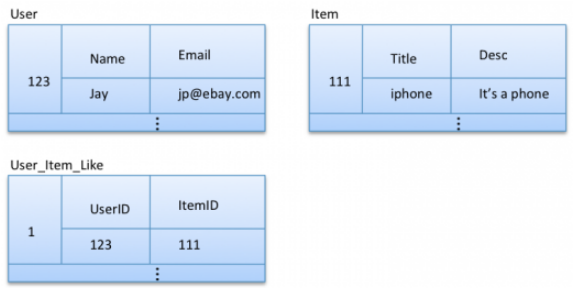 User
Name Email
123
Jay jp@ebay.com
Item
Title Desc
111
iphone It's a phone
User_Item_Like
UserID ItemID
1
123 111